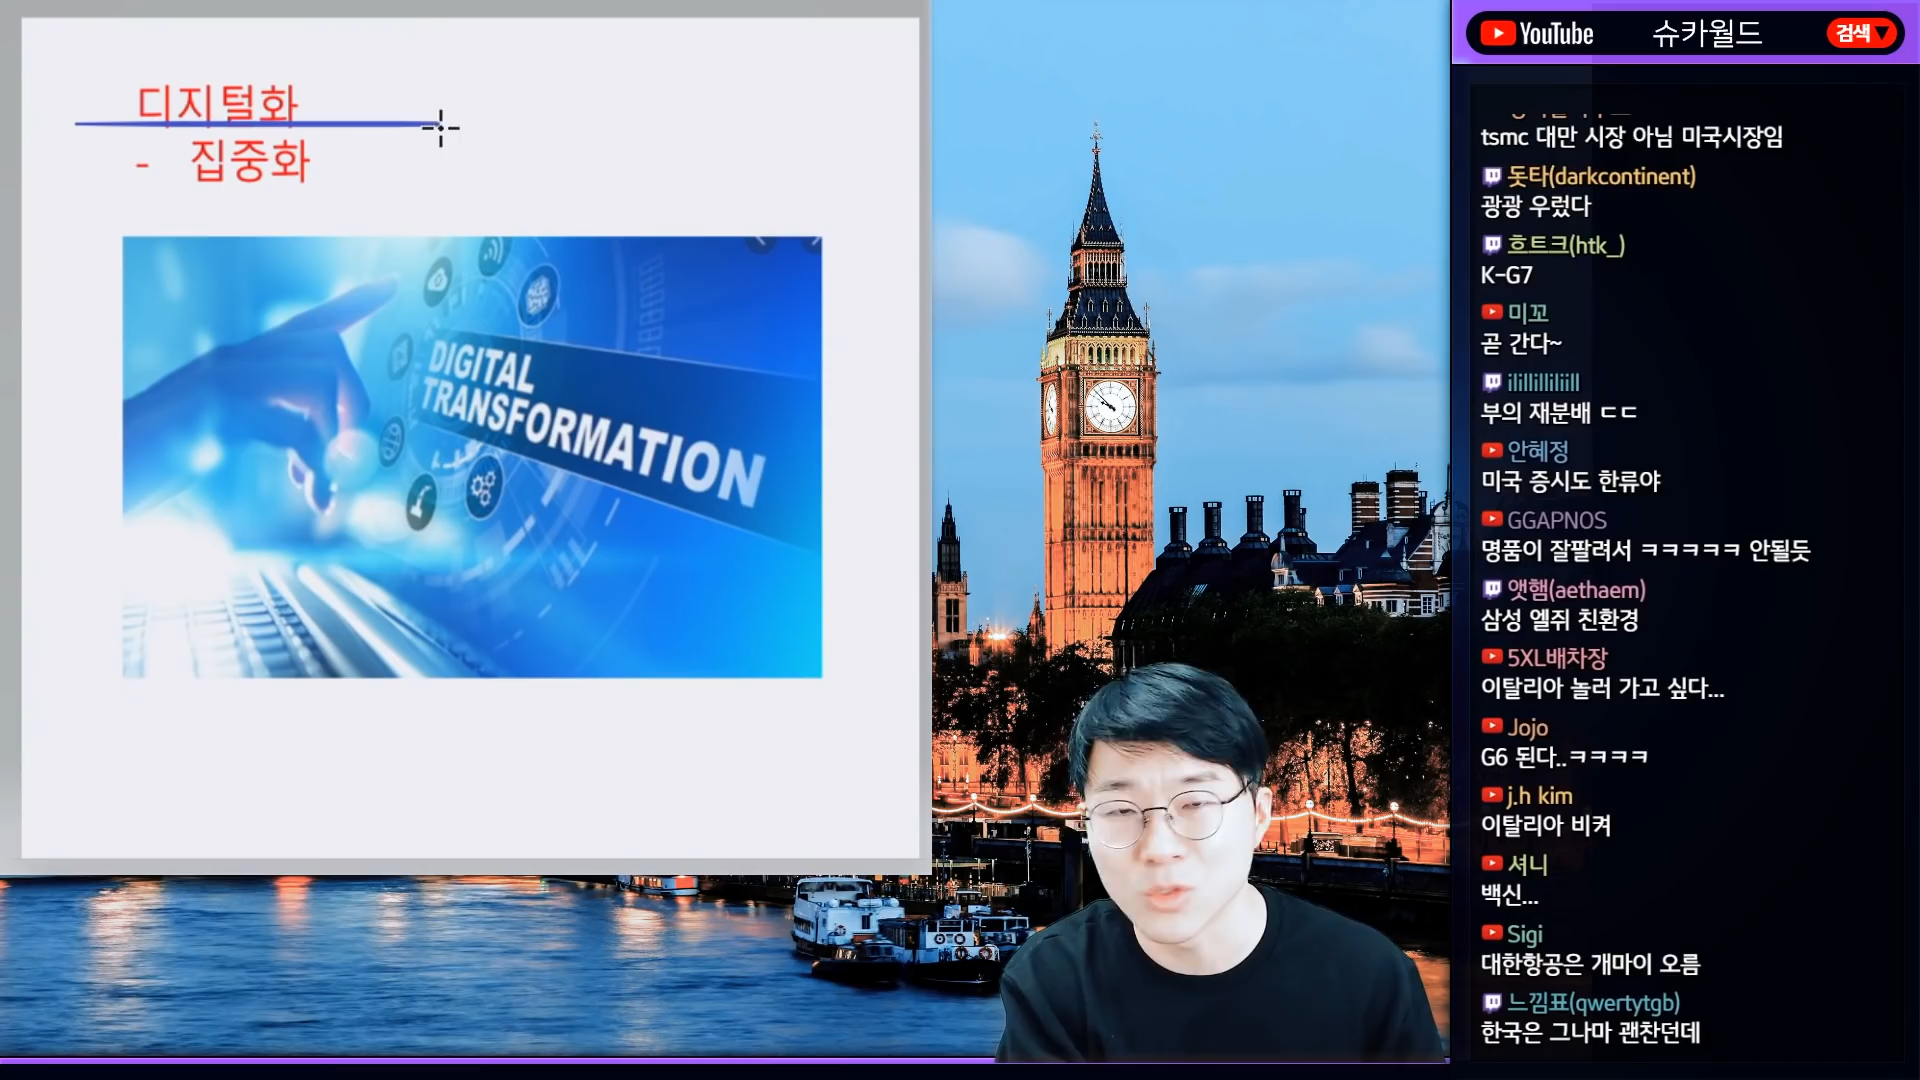 디지털화
- 집중화
DIGITAL
TRANSFORMATION
YouTube 슈카월드 검색▼
tsmc 대만 시장 아님 미국시장임
돗타(darkcontinent)
광광 우렀다
흐트크(htk_)
K-G7
미꼬
곧 간다~
ilillilliliill
부의 재분배 ㄷㄷ
안혜정
미국 증시도 한류야
GGAPNOS
명품이 잘팔려서 ㅋㅋㅋㅋㅋ 안될듯
앳햄(aethaem)
삼성 엘쥐 친환경
5XL배차장
이탈리아 놀러 가고 싶다...
Jojo
G6 된다..ㅋㅋㅋㅋ
j.h kim
이탈리아 비켜
셔니
백신...
Sigi
대한항공은 개마이 오름
느낌표(qwertytgb)
한국은 그나마 괜찬던데